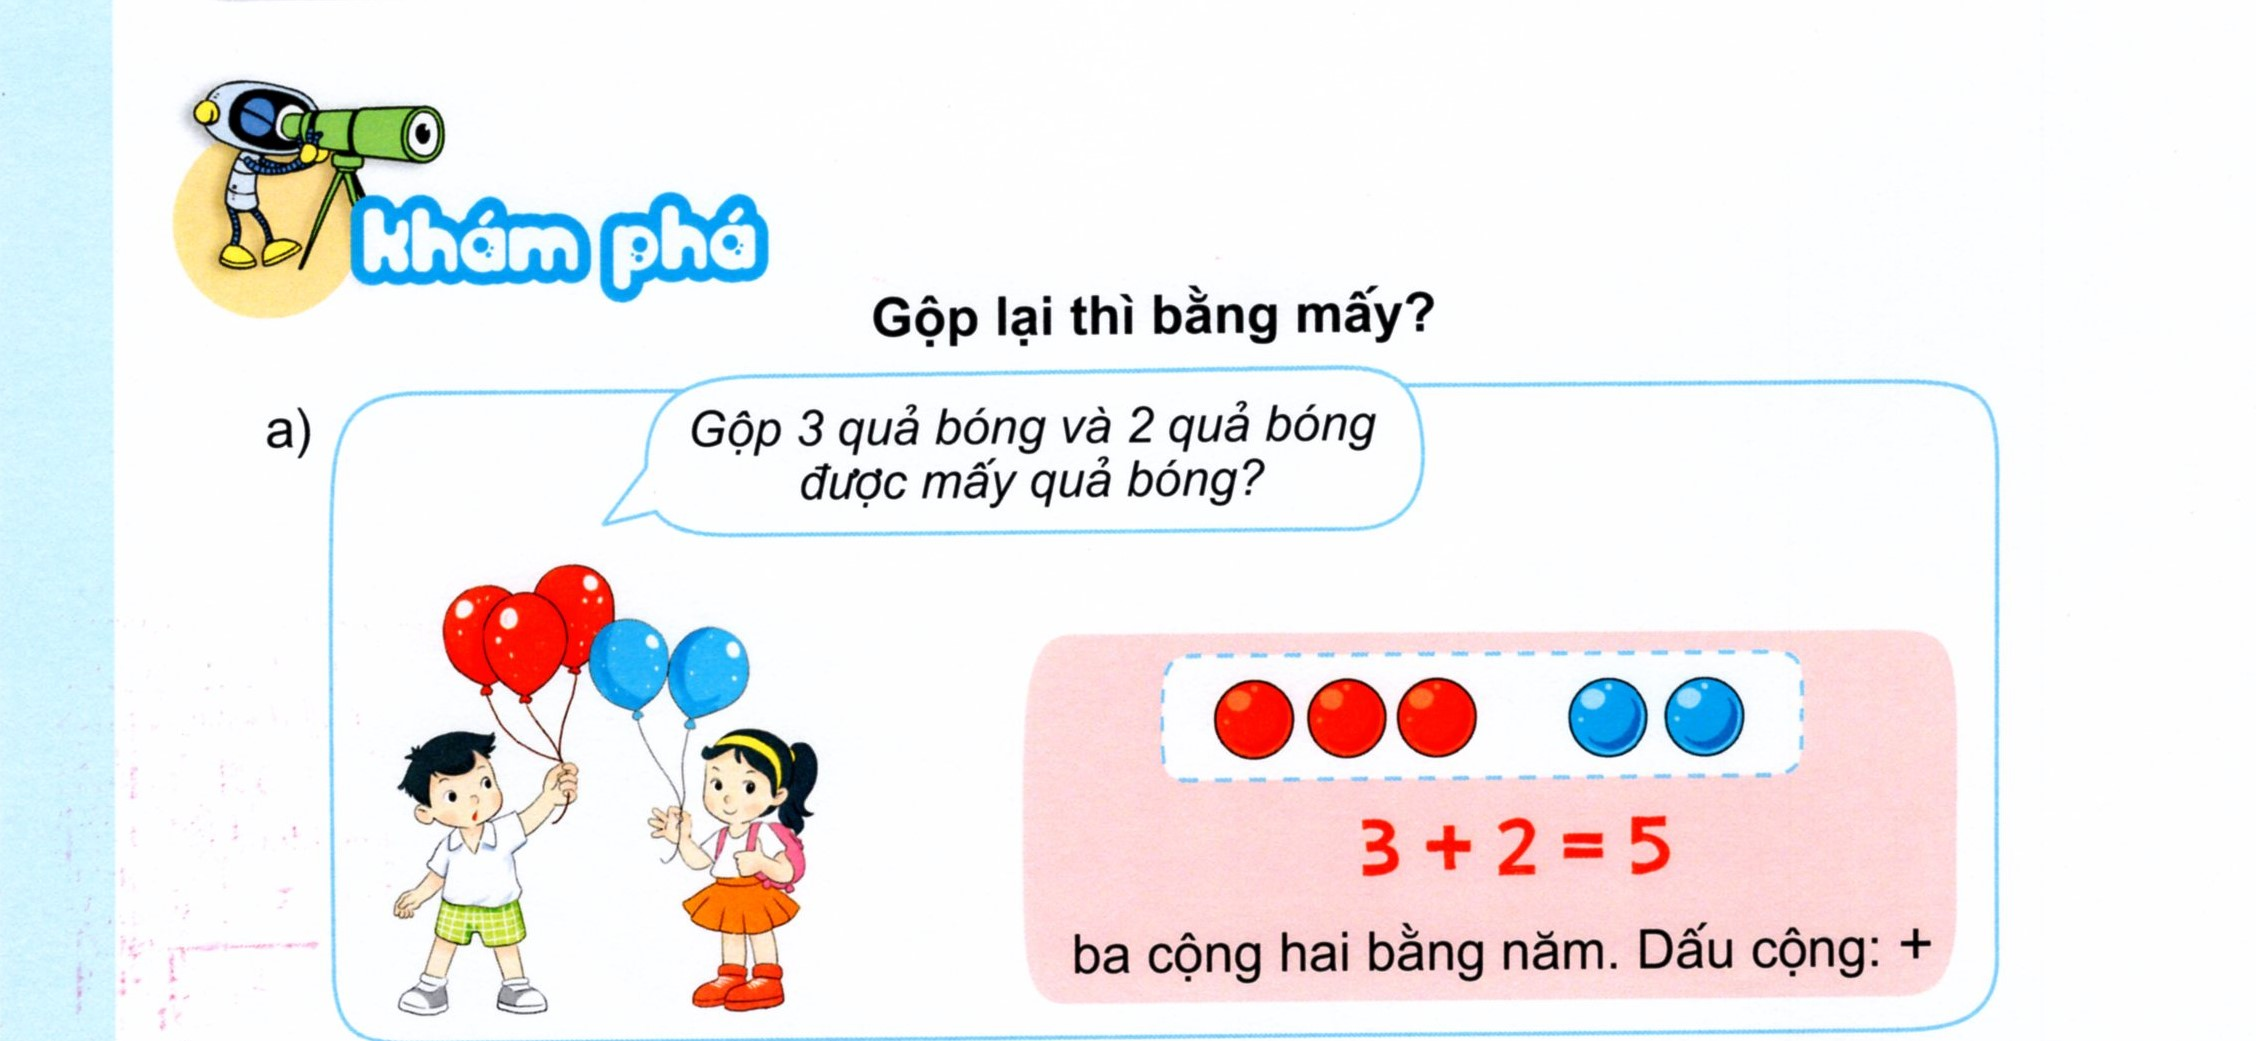 khám phá
Gộp lại thì bằng mấy?
a)
Gộp 3 quả bóng và 2 quả bóng
được mấy quả bóng?
3 + 2 = 5
ba cộng hai bằng năm. Dấu cộng: +